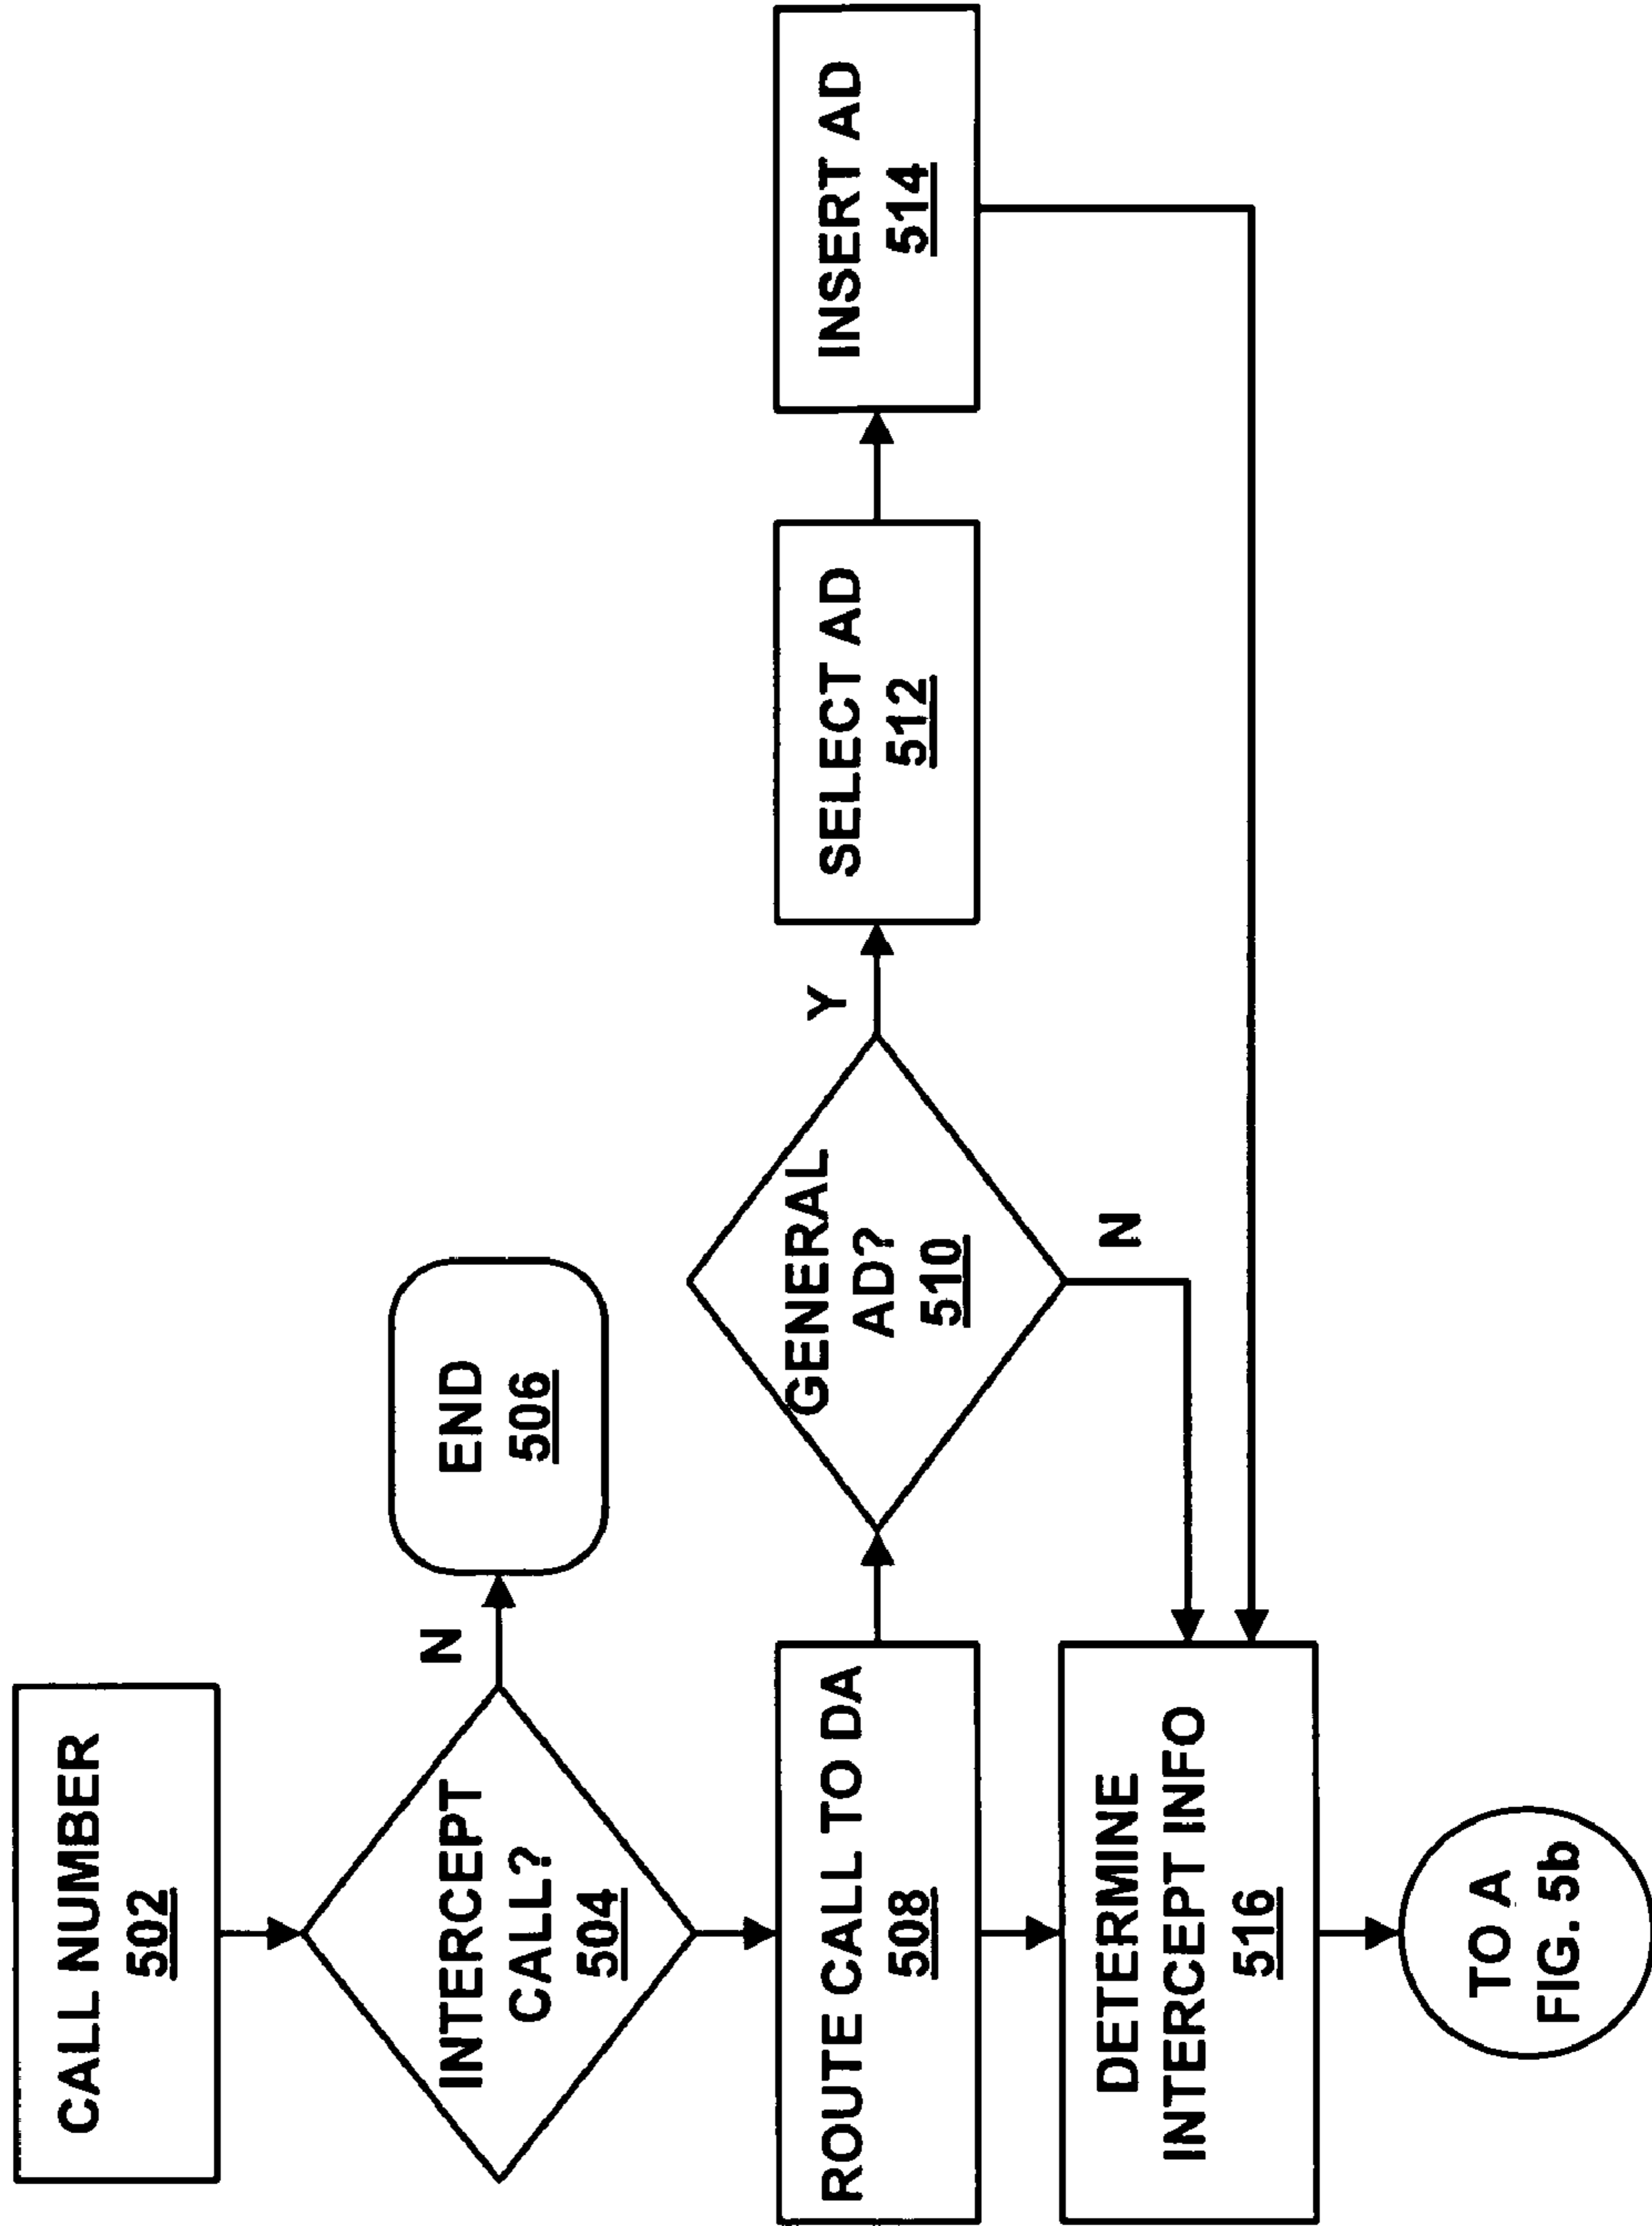 CALL NUMBER
502
INTERCEPT
CALL?
504
N
END
506
ROUTE CALL TO DA
508
GENERAL
AD?
510
Y
SELECT AD
512
INSERT AD
514
N
DETERMINE
INTERCEPT INFO
516
TO A
FIG. 5b